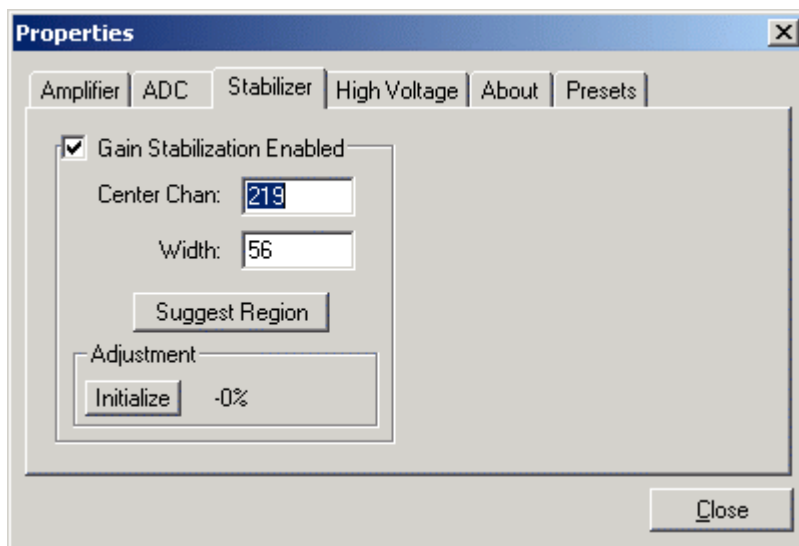 Properties
Amplifier ADC Stabilizer High Voltage About Presets
Gain Stabilization Enabled
Center Chan: 219
Width: 56
Suggest Region
Adjustment
Initialize -0%
Close